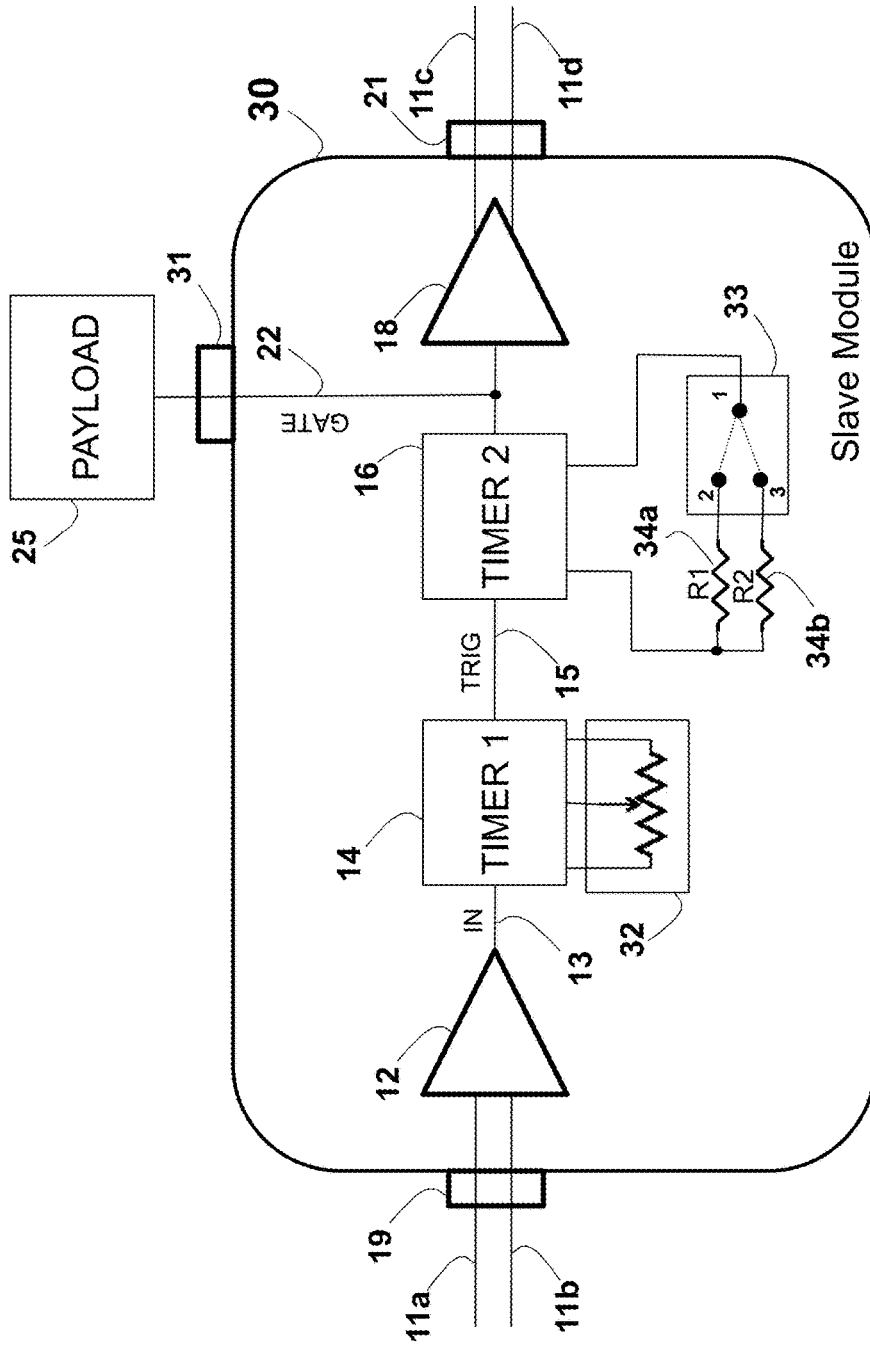 PAYLOAD
25
31
30
22
GATE
21
11c
11d
18
16
TIMER 2
TRIG
15
14
TIMER 1
IN
13
12
19
11a
11b
32
33
1
2
3
34a
R1
R2
34b
Slave Module